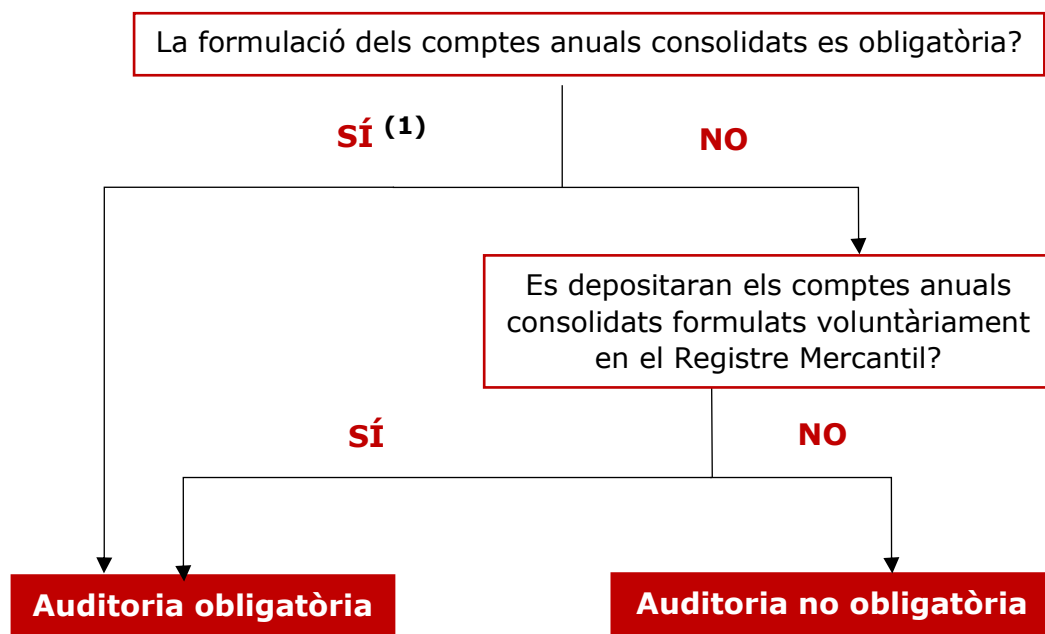 La formulació dels comptes anuals consolidats es obligatòria?
SÍ (1)
NO
Es depositaran els comptes anuals
consolidats formulats voluntàriament
en el Registre Mercantil?
SÍ
NO
Auditoria obligatòria
Auditoria no obligatòria